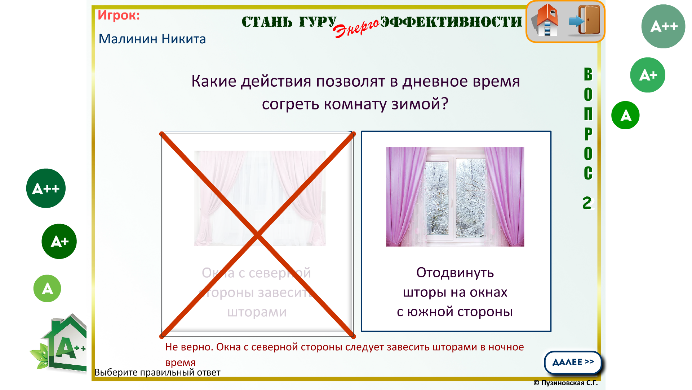 Игрок:
Малинин Никита
СТАНЬ ГУРУ Энерго ЭФФЕКТИВНОСТИ
Какие действия позволят в дневное время
согреть комнату зимой?
ВОПРОС
2
Окна с северной
стороны завесить
шторами
Отодвинуть
шторы на окнах
с южной стороны
Не верно. Окна с северной стороны следует завесить шторами в ночное
время
Выберите правильный ответ
ДАЛЕЕ >>
© Пузиновская С.Г.
A++
A+
A
A++
A+
A
A++